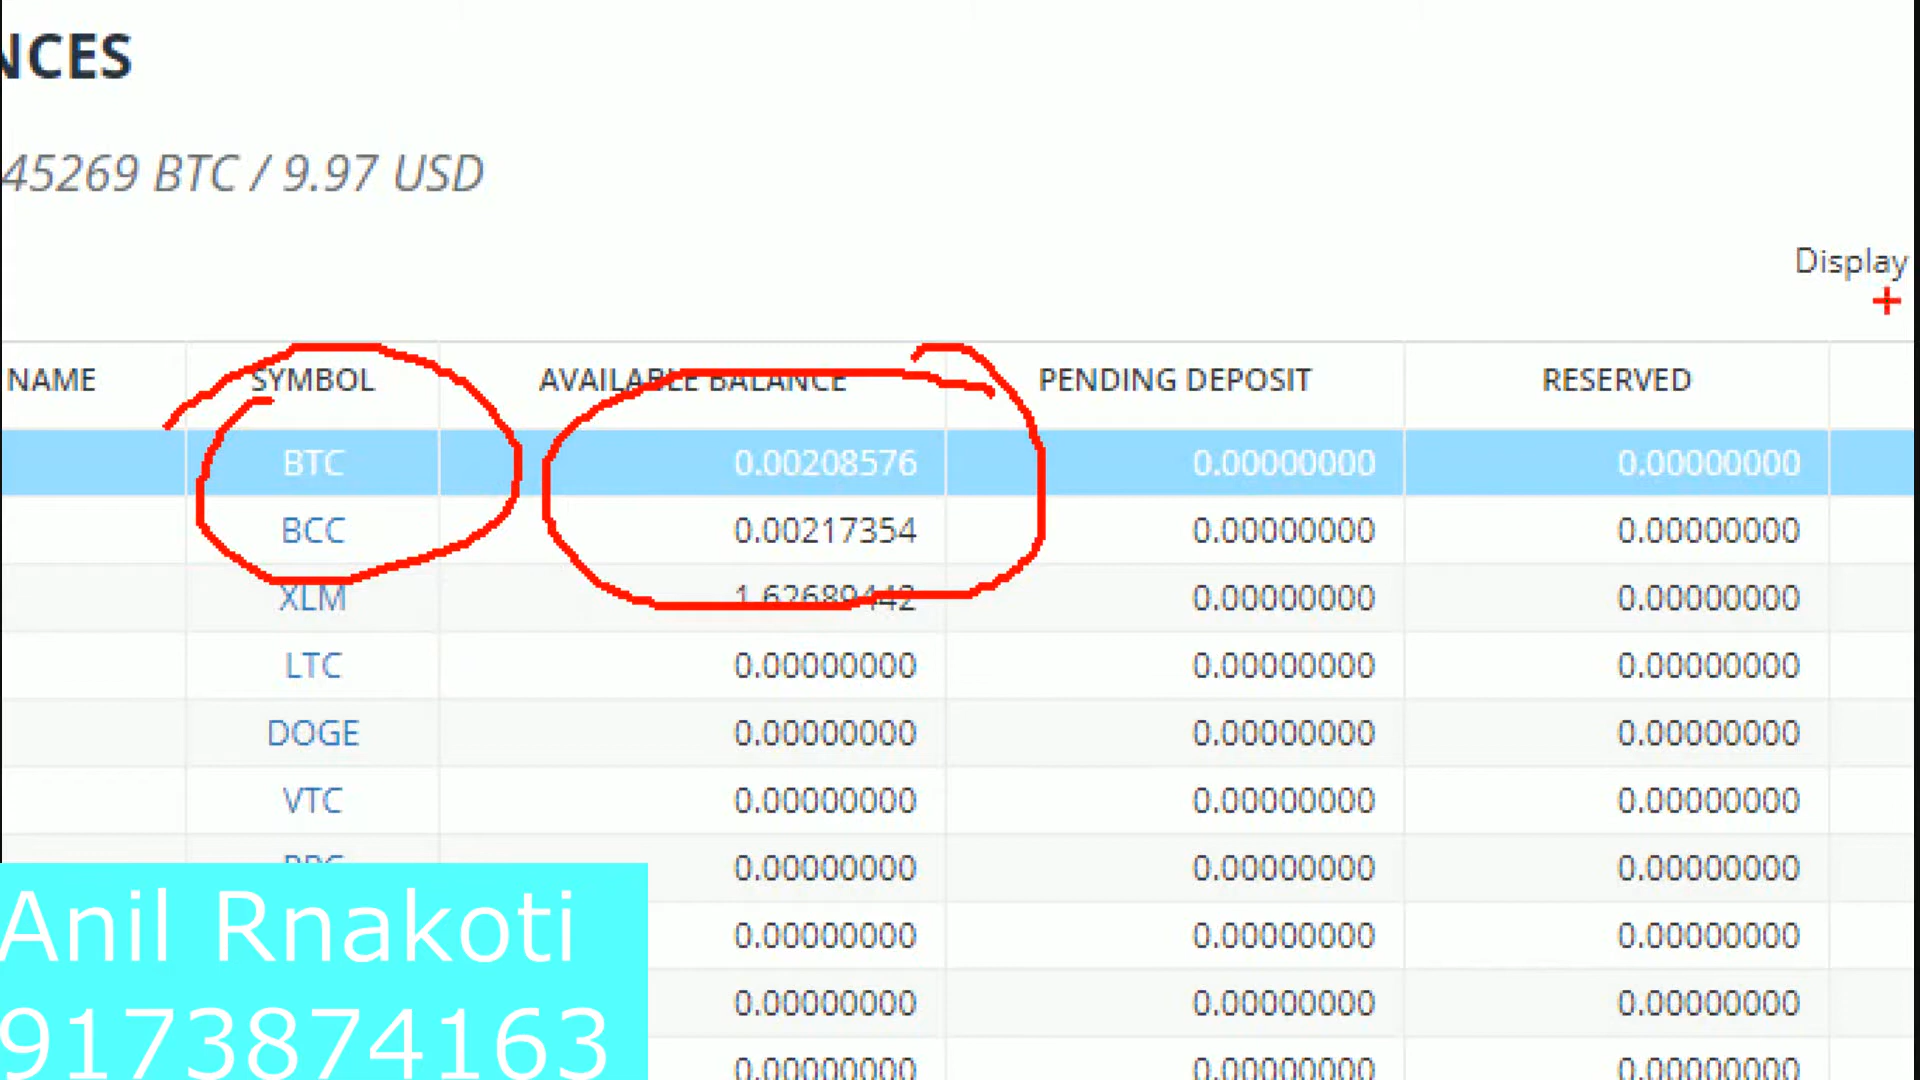 NCES
45269 BTC / 9.97 USD
Display
NAME SYMBOL AVAILABLE BALANCE PENDING DEPOSIT RESERVED
BTC 0.00208576 0.00000000 0.00000000
BCC 0.00217354 0.00000000 0.00000000
XLM 1.62689442 0.00000000 0.00000000
LTC 0.00000000 0.00000000 0.00000000
DOGE 0.00000000 0.00000000 0.00000000
VTC 0.00000000 0.00000000 0.00000000
0.00000000 0.00000000 0.00000000
0.00000000 0.00000000 0.00000000
0.00000000 0.00000000 0.00000000
0.00000000 0.00000000 0.00000000
Anil Rnakoti
9173874163